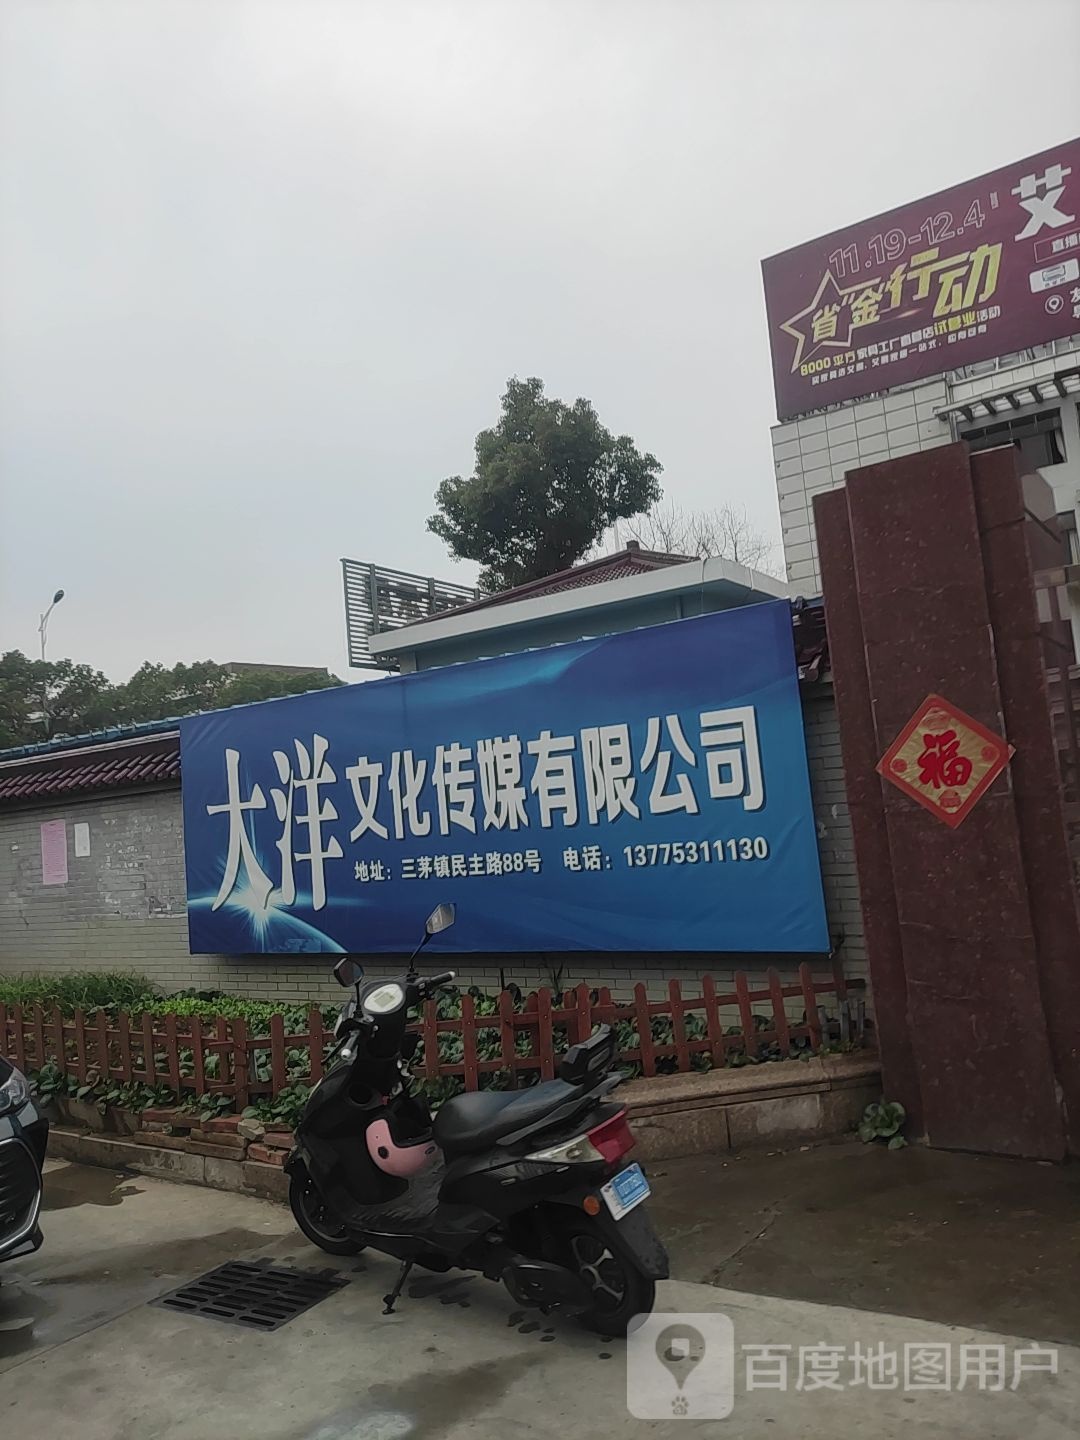 11.19-12.4
艾
省"金"行动
直播
8000平方家具工厂直营店试营业活动
大洋文化传媒有限公司
地址：三茅镇民主路88号 电话：13775311130
福
百度地图用户